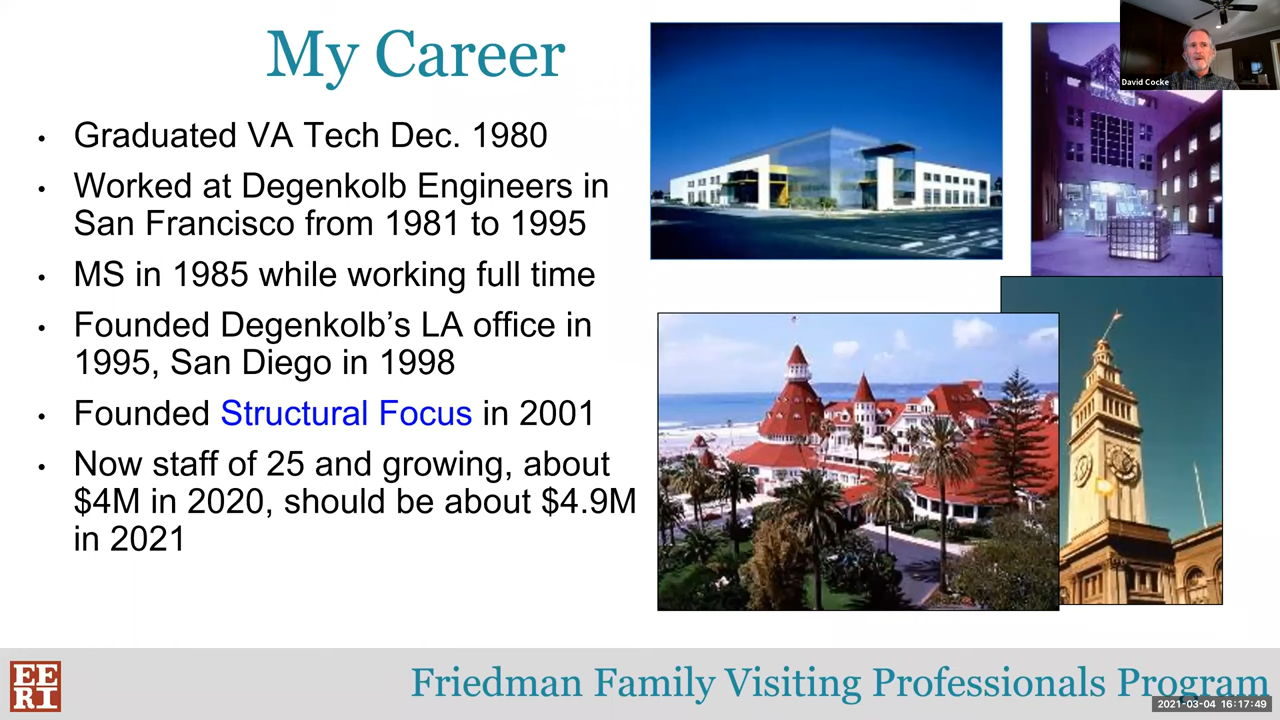 My Career
• Graduated VA Tech Dec. 1980
• Worked at Degenkolb Engineers in
San Francisco from 1981 to 1995
• MS in 1985 while working full time
• Founded Degenkolb’s LA office in
1995, San Diego in 1998
• Founded Structural Focus in 2001
• Now staff of 25 and growing, about
$4M in 2020, should be about $4.9M
in 2021
David Cocke
EE
RI
Friedman Family Visiting Professionals Program
2021-03-04 16:17:49